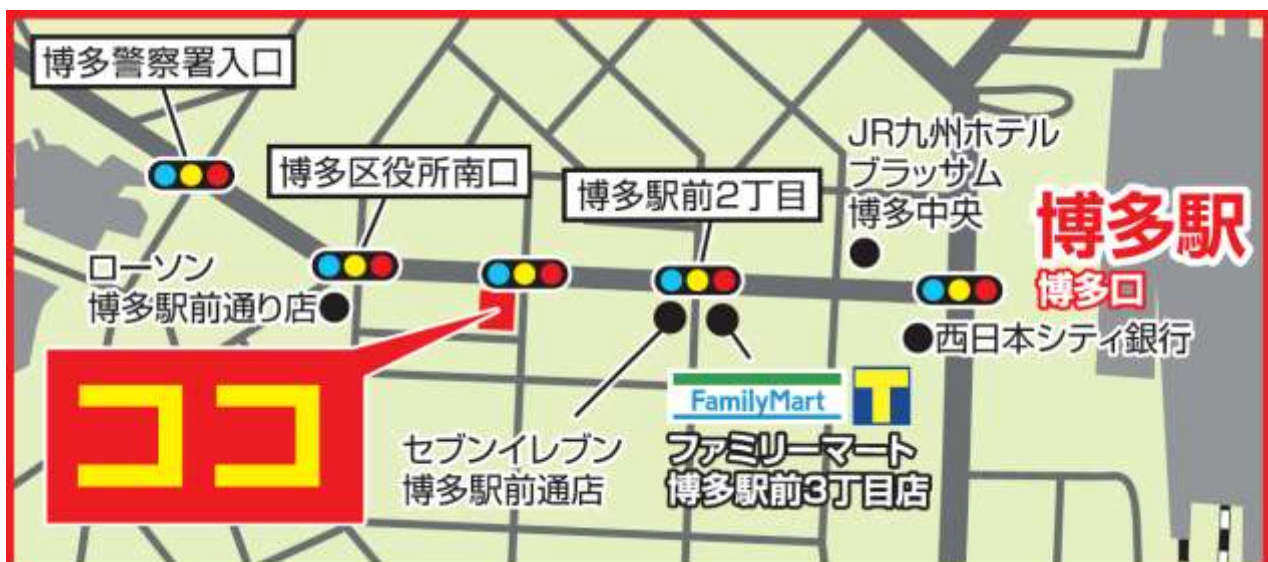 博多警察署入口
博多区役所南口
博多駅前2丁目
JR九州ホテル
ブラッサム
博多中央
博多駅
博多口
ローソン
博多駅前通り店
西日本シティ銀行
ココ
セブンイレブン
博多駅前通店
FamilyMart
T
ファミリーマート
博多駅前3丁目店